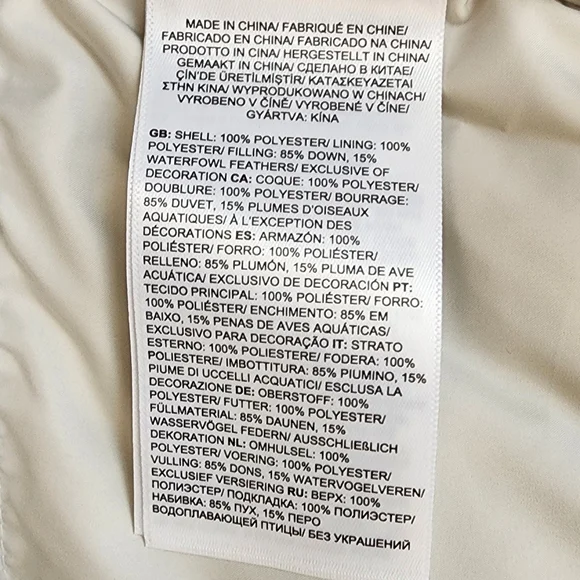 MADE IN CHINA/ FABRIQUÉ EN CHINE/
FABRICADO EN CHINA/ FABRICADO NA CHINA/
PRODOTTO IN CINA/ HERGESTELLT IN CHINA/
GEMAAKT IN CHINA/ СДЕЛАНО В КИТАЕ/
ÇİN'DE ÜRETİLMİŞTİR/ ΚΑΤΑΣΚΕΥΑΖΕΤΑΙ
ΣΤΗΝ ΚΙΝΑ/ WYPRODUKOWANO W CHINACH/
VYROBENO V ČÍNĚ/ VYROBENÉ V ČÍNE/
GYÁRTVA: KÍNA
GB: SHELL: 100% POLYESTER/ LINING: 100%
POLYESTER/ FILLING: 85% DOWN, 15%
WATERFOWL FEATHERS/ EXCLUSIVE OF
DECORATION CA: COQUE: 100% POLYESTER/
DOUBLURE: 100% POLYESTER/ BOURRAGE:
85% DUVET, 15% PLUMES D'OISEAUX
AQUATIQUES/ À L'EXCEPTION DES
DÉCORATIONS ES: ARMAZÓN: 100%
POLIÉSTER/ FORRO: 100% POLIÉSTER/
RELLENO: 85% PLUMÓN, 15% PLUMA DE AVE
ACUÁTICA/ EXCLUSIVO DE DECORACIÓN PT:
TECIDO PRINCIPAL: 100% POLIÉSTER/ FORRO:
100% POLIÉSTER/ ENCHIMENTO: 85% EM
BAIXO, 15% PENAS DE AVES AQUÁTICAS/
EXCLUSIVO PARA DECORAÇÃO IT: STRATO
ESTERNO: 100% POLIESTERE/ FODERA: 100%
POLIESTERE/ IMBOTTITURA: 85% PIUMINO, 15%
PIUME DI UCCELLI ACQUATICI/ ESCLUSA LA
DECORAZIONE DE: OBERSTOFF: 100%
POLYESTER/ FUTTER: 100% POLYESTER/
FÜLLMATERIAL: 85% DAUNEN, 15%
WASSERVÖGEL FEDERN/ AUSSCHLIEßLICH
DEKORATION NL: OMHULSEL: 100%
POLYESTER/ VOERING: 100% POLYESTER/
VULLING: 85% DONS, 15% WATERVOGELVEREN/
EXCLUSIEF VERSIERING RU: ВЕРХ: 100%
ПОЛИЭСТЕР/ ПОДКЛАДКА: 100% ПОЛИЭСТЕР/
НАБИВКА: 85% ПУХ, 15% ПЕРО
ВОДОПЛАВАЮЩЕЙ ПТИЦЫ/ БЕЗ УКРАШЕНИЙ